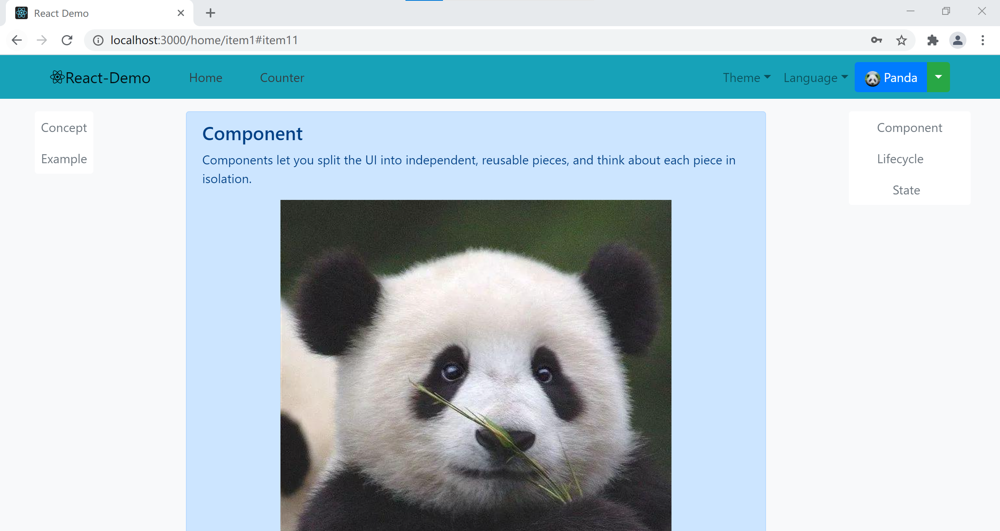 React Demo
localhost:3000/home/item1#item11
React-Demo
Home
Counter
Theme
Language
Panda
Concept
Example
Component
Components let you split the UI into independent, reusable pieces, and think about each piece in
isolation.
Component
Lifecycle
State